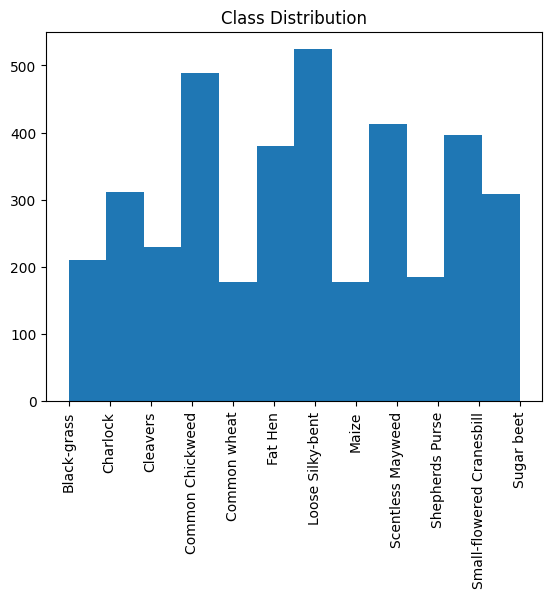 Class Distribution
500
400
300
200
100
0
Black-grass
Charlock
Cleavers
Common Chickweed
Common wheat
Fat Hen
Loose Silky-bent
Maize
Scentless Mayweed
Shepherds Purse
Small-flowered Cranesbill
Sugar beet